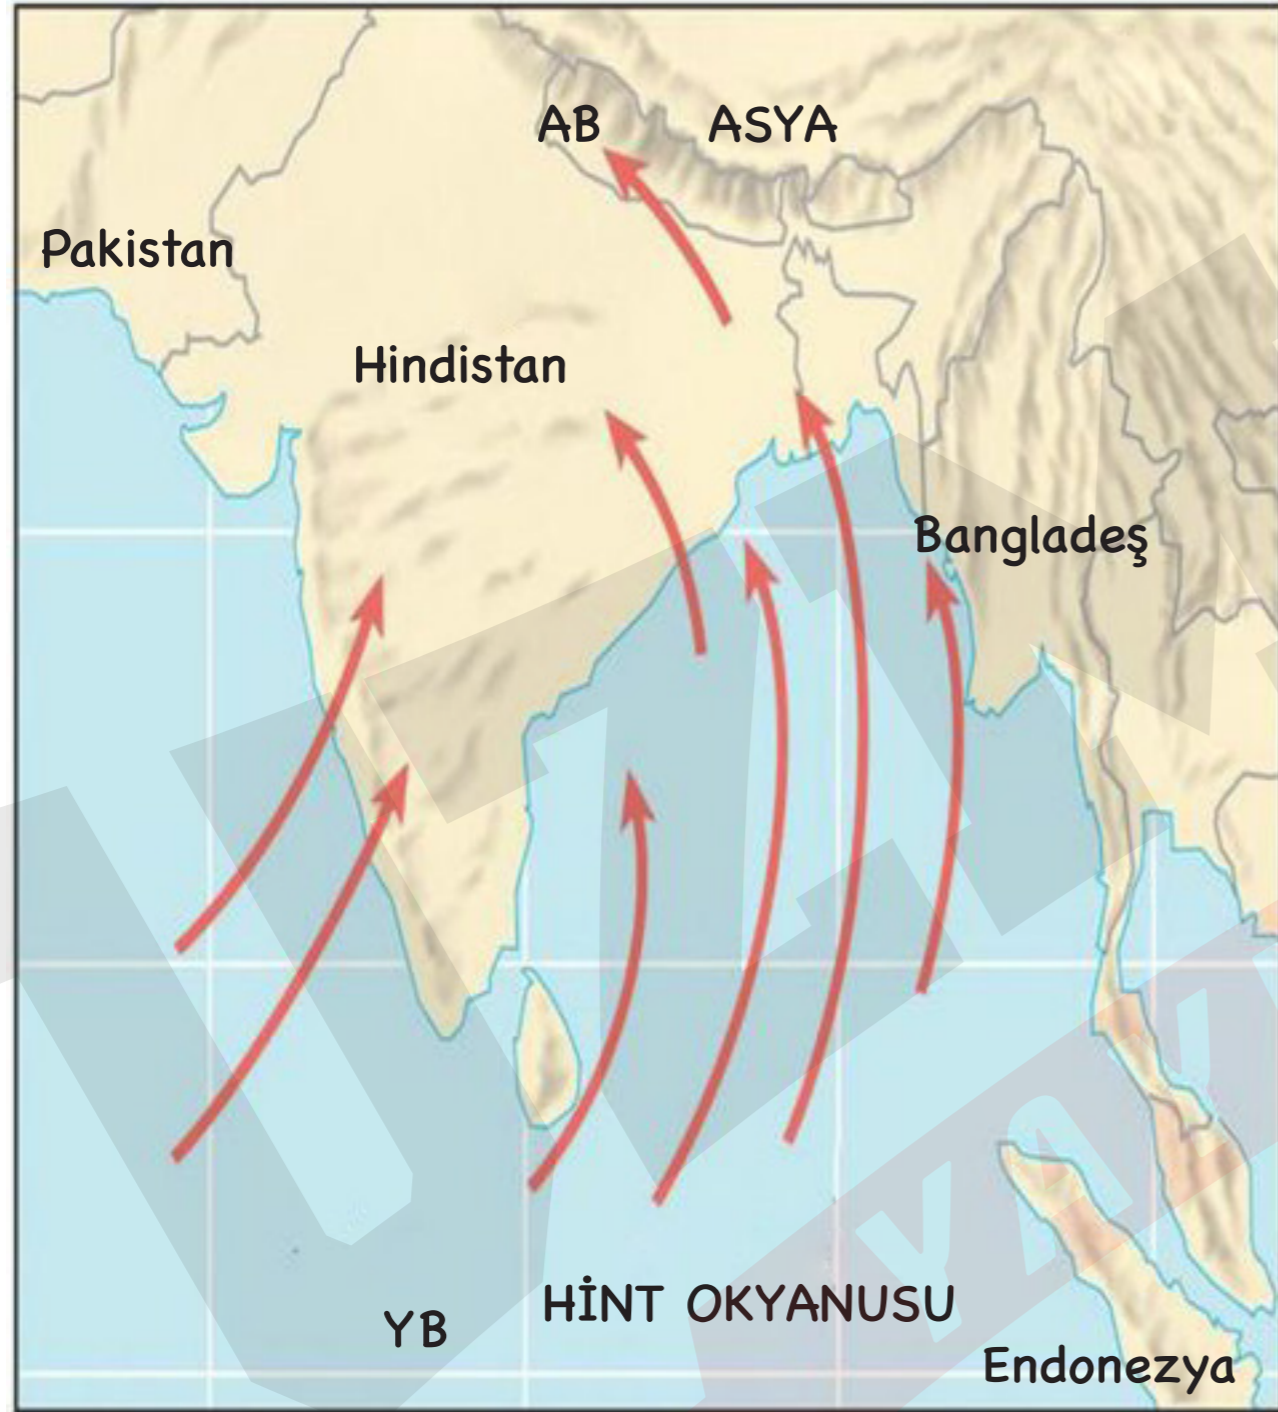 AB
ASYA
Pakistan
Hindistan
Bangladeş
YB
HİNT OKYANUSU
Endonezya